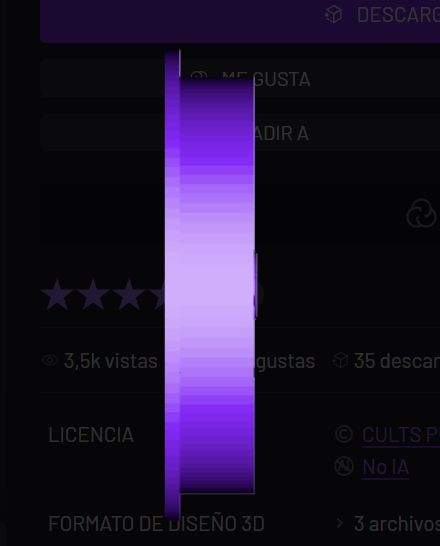 DESCARG
ME GUSTA
ADIR A
3,5k vistas
gustas
35 descar
LICENCIA
CULTS P
No IA
FORMATO DE DISEÑO 3D
3 archivos